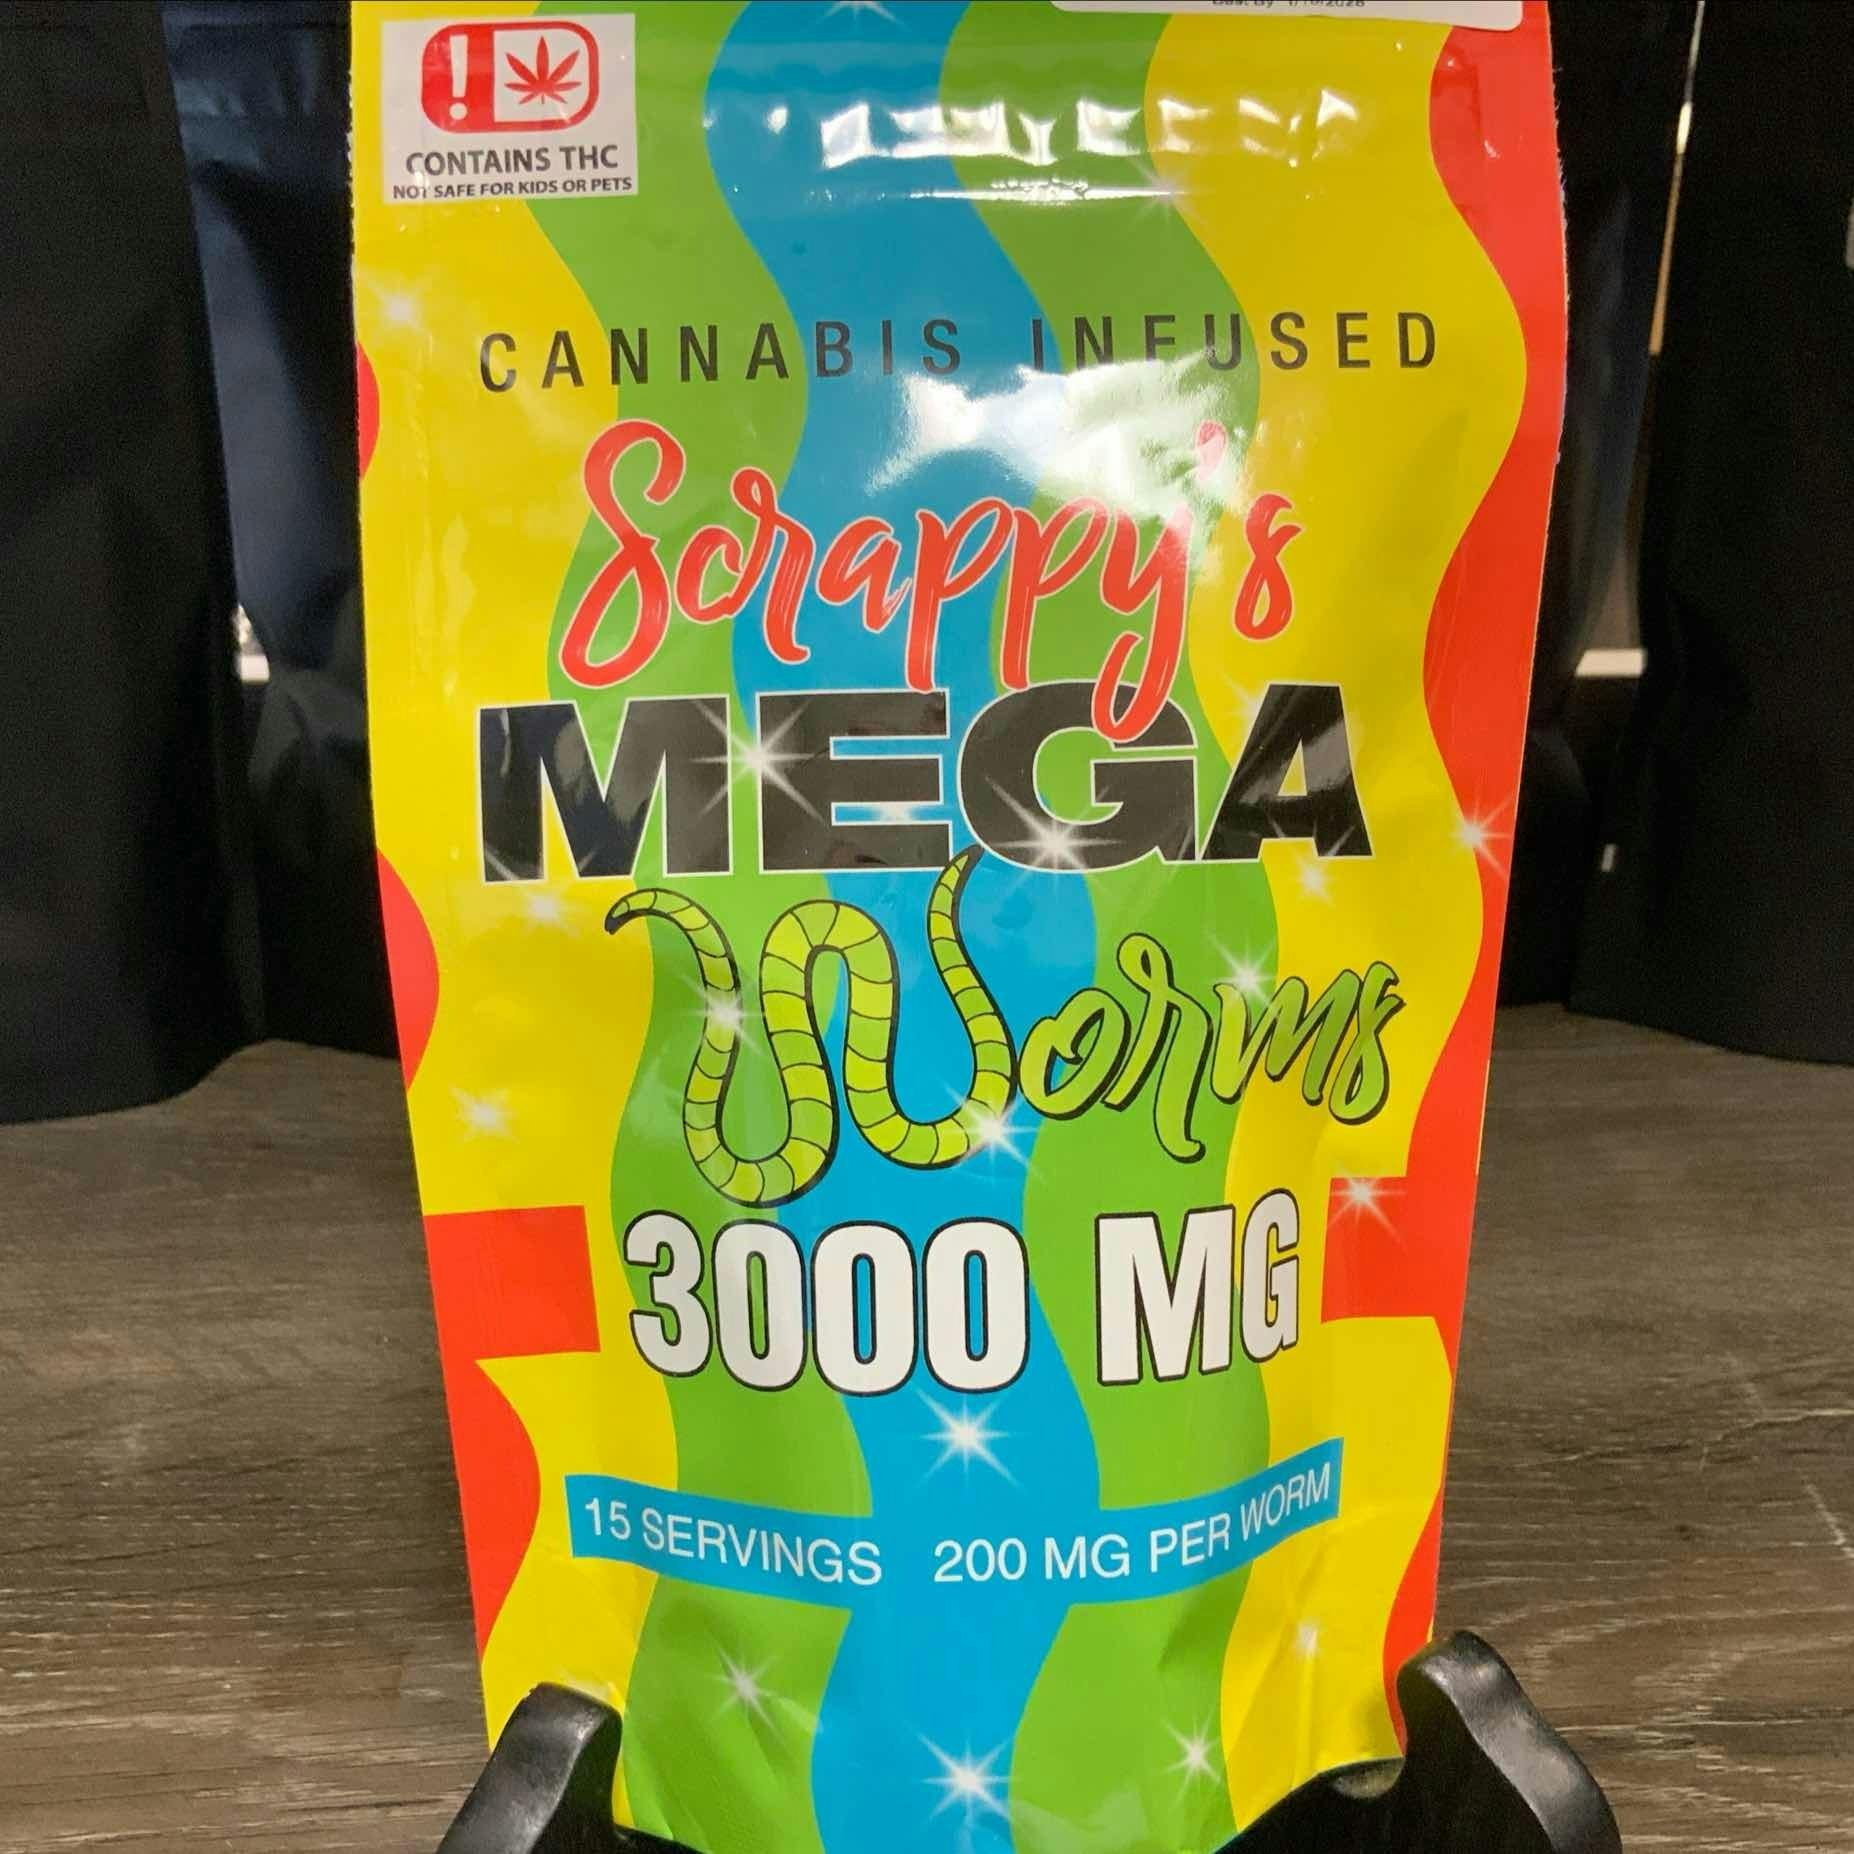 CONTAINS THC
NOT SAFE FOR KIDS OR PETS
CANNABIS INFUSED
Scrappy's
MEGA
Worms
3000 MG
15 SERVINGS 200 MG PER WORM